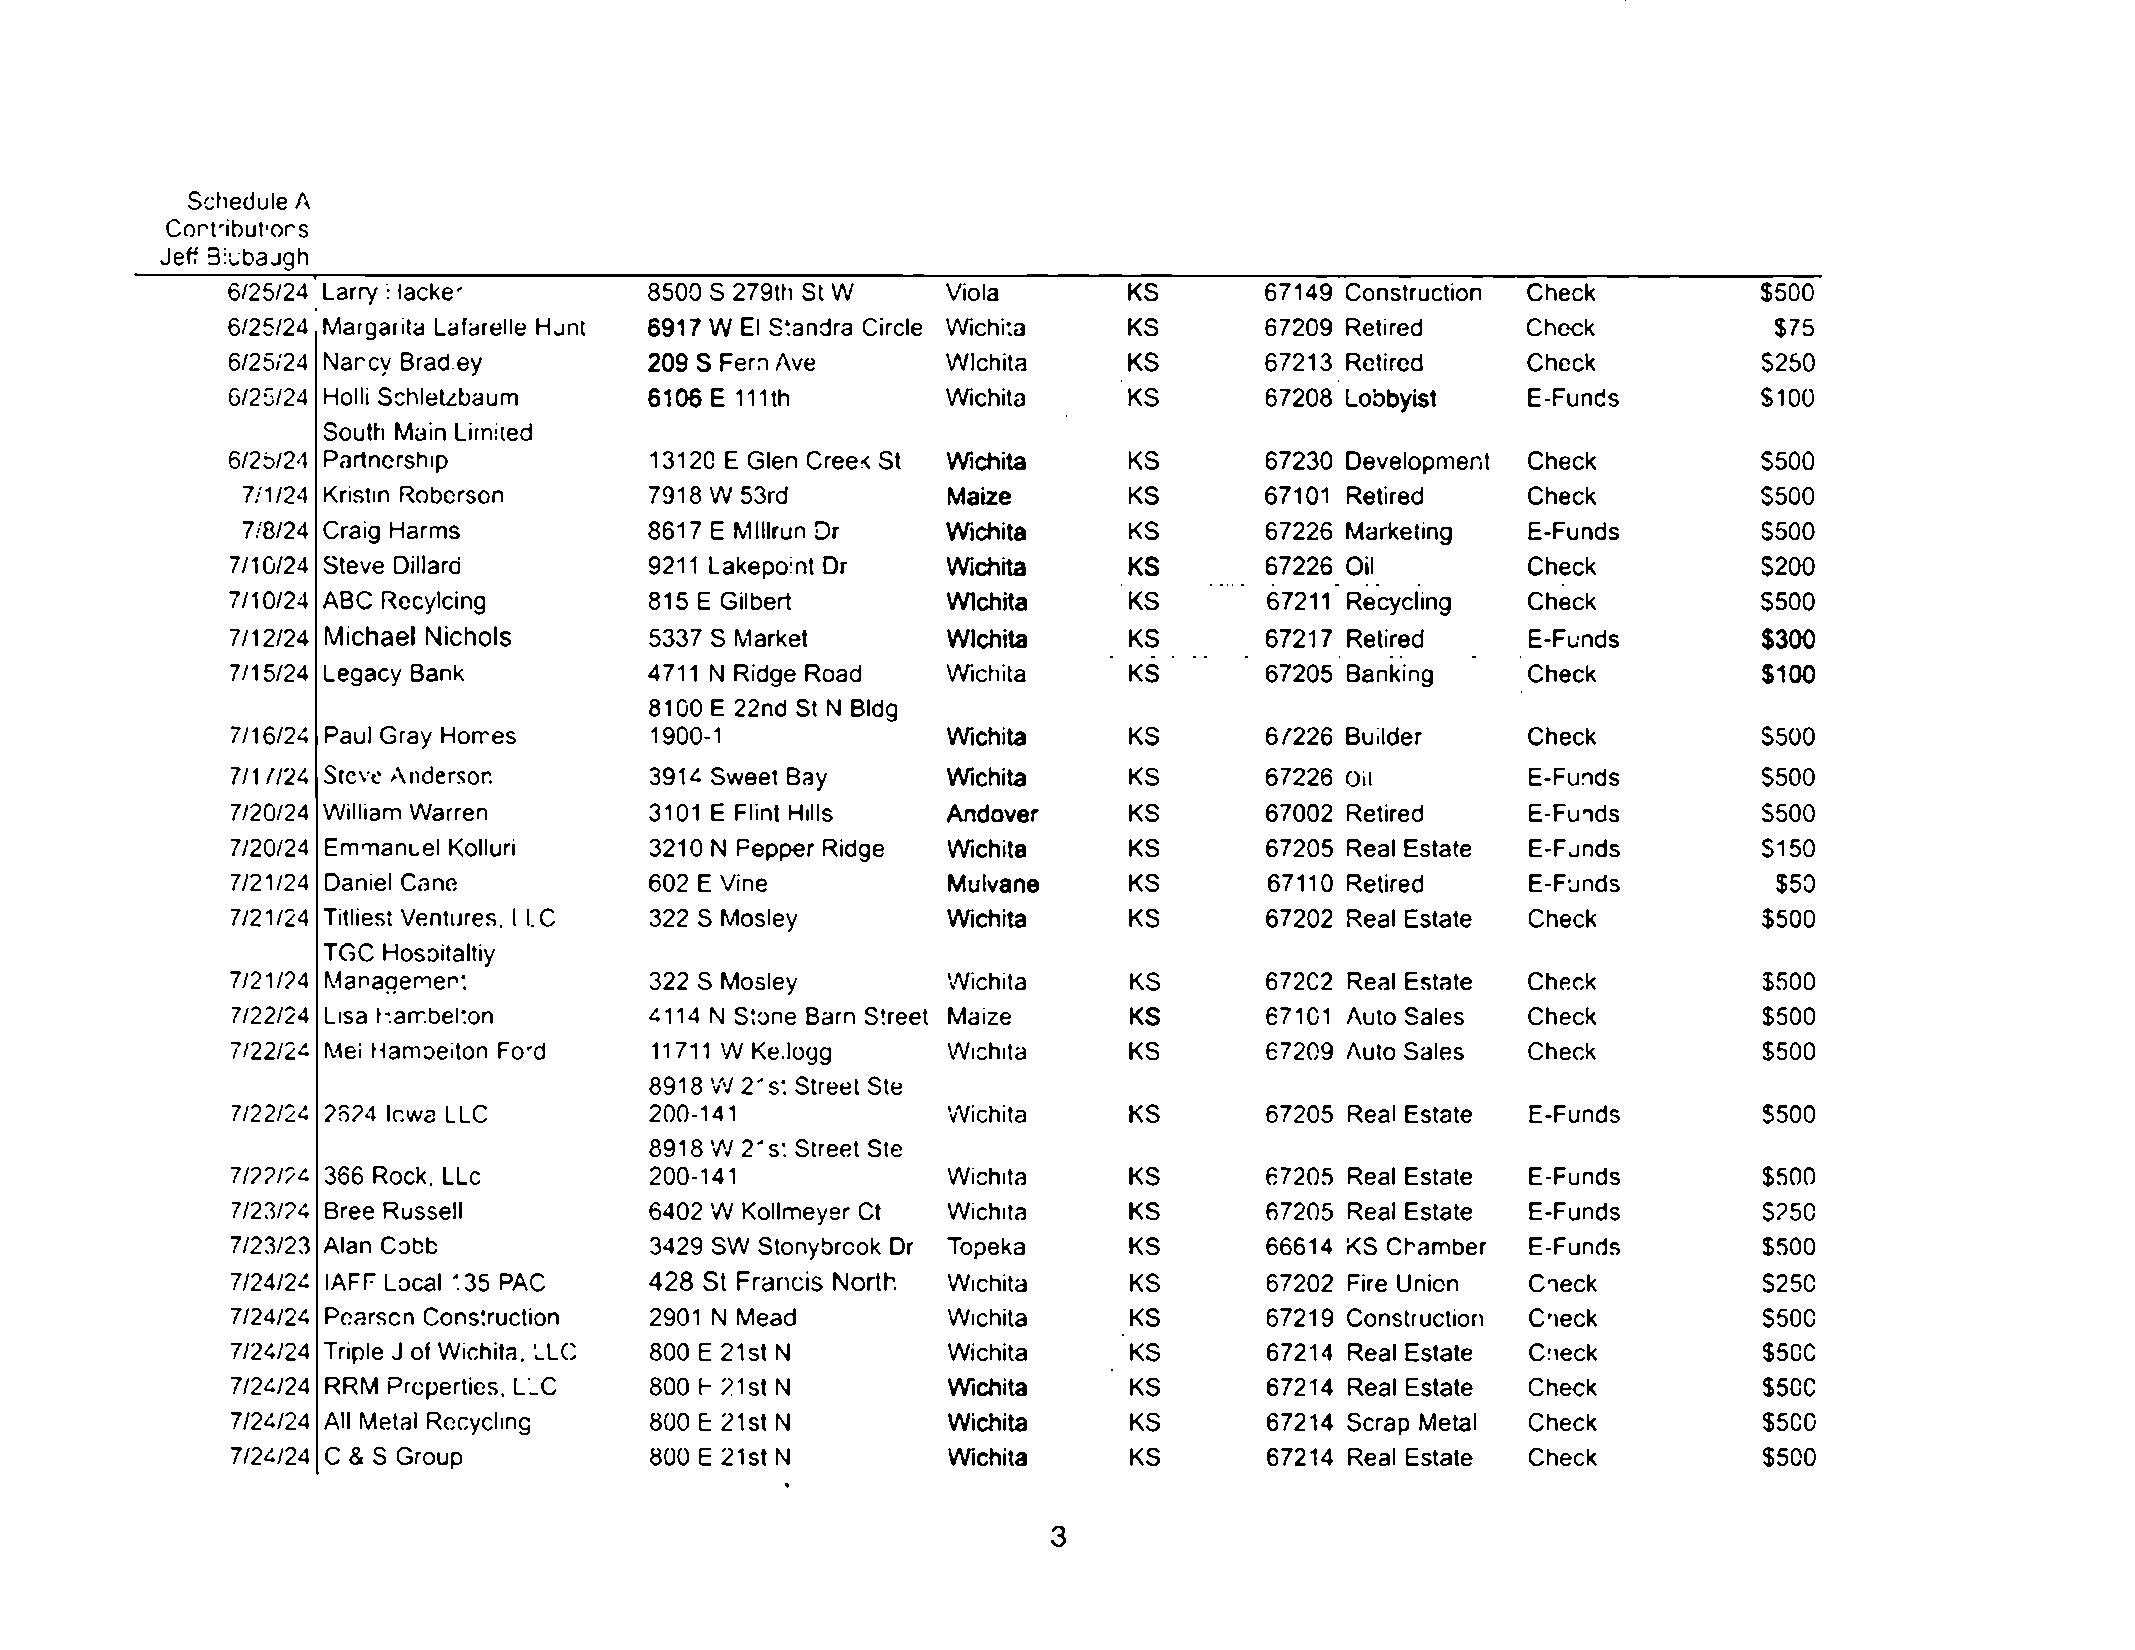 Schedule A
Contributions
Jeff Blubaugh
6/25/24 Larry Hacker 8500 S 279th St W Viola KS 67149 Construction Check $500
6/25/24 Margarita Lafarelle Hunt 6917 W El Standra Circle Wichita KS 67209 Retired Check $75
6/25/24 Nancy Bradley 209 S Fern Ave Wichita KS 67213 Retired Check $250
6/25/24 Holli Schletzbaum 6106 E 111th Wichita KS 67208 Lobbyist E-Funds $100
South Main Limited
6/25/24 Partnership 13120 E Glen Creek St Wichita KS 67230 Development Check $500
7/1/24 Kristin Roberson 7918 W 53rd Maize KS 67101 Retired Check $500
7/8/24 Craig Harms 8617 E Millrun Dr Wichita KS 67226 Marketing E-Funds $500
7/10/24 Steve Dillard 9211 Lakepoint Dr Wichita KS 67226 Oil Check $200
7/10/24 ABC Recylcing 815 E Gilbert Wichita KS 67211 Recycling Check $500
7/12/24 Michael Nichols 5337 S Market Wichita KS 67217 Retired E-Funds $300
7/15/24 Legacy Bank 4711 N Ridge Road Wichita KS 67205 Banking Check $100
8100 E 22nd St N Bldg
7/16/24 Paul Gray Homes 1900-1 Wichita KS 67226 Builder Check $500
7/17/24 Steve Anderson 3914 Sweet Bay Wichita KS 67226 Oil E-Funds $500
7/20/24 William Warren 3101 E Flint Hills Andover KS 67002 Retired E-Funds $500
7/20/24 Emmanuel Kolluri 3210 N Pepper Ridge Wichita KS 67205 Real Estate E-Funds $150
7/21/24 Daniel Cane 602 E Vine Mulvane KS 67110 Retired E-Funds $50
7/21/24 Titliest Ventures, LLC 322 S Mosley Wichita KS 67202 Real Estate Check $500
TGC Hospitaltiy
7/21/24 Management 322 S Mosley Wichita KS 67202 Real Estate Check $500
7/22/24 Lisa Hambelton 4114 N Stone Barn Street Maize KS 67101 Auto Sales Check $500
7/22/24 Mel Hambelton Ford 11711 W Kellogg Wichita KS 67209 Auto Sales Check $500
8918 W 21st Street Ste
7/22/24 2624 Iowa LLC 200-141 Wichita KS 67205 Real Estate E-Funds $500
8918 W 21st Street Ste
7/22/24 366 Rock, LLc 200-141 Wichita KS 67205 Real Estate E-Funds $500
7/23/24 Bree Russell 6402 W Kollmeyer Ct Wichita KS 67205 Real Estate E-Funds $250
7/23/23 Alan Cobb 3429 SW Stonybrook Dr Topeka KS 66614 KS Chamber E-Funds $500
7/24/24 IAFF Local 135 PAC 428 St Francis North Wichita KS 67202 Fire Union Check $250
7/24/24 Pearson Construction 2901 N Mead Wichita KS 67219 Construction Check $500
7/24/24 Triple J of Wichita, LLC 800 E 21st N Wichita KS 67214 Real Estate Check $500
7/24/24 RRM Properties, LLC 800 E 21st N Wichita KS 67214 Real Estate Check $500
7/24/24 All Metal Recycling 800 E 21st N Wichita KS 67214 Scrap Metal Check $500
7/24/24 C & S Group 800 E 21st N Wichita KS 67214 Real Estate Check $500
3